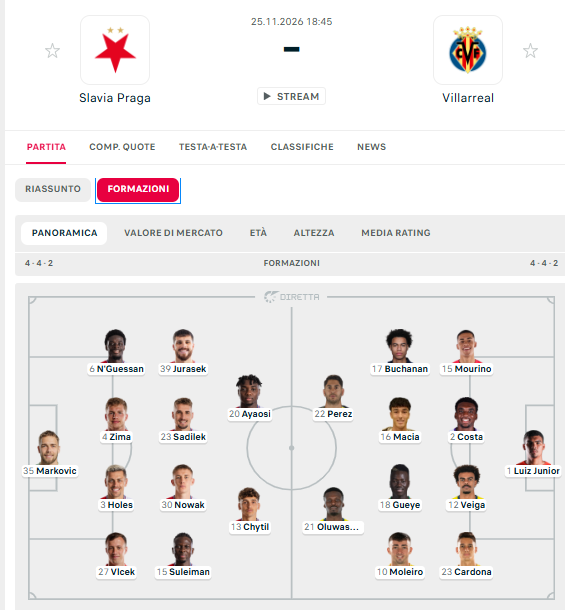 25.11.2026 18:45
–
Slavia Praga
Villarreal
STREAM
PARTITA COMP. QUOTE TESTA-A-TESTA CLASSIFICHE NEWS
RIASSUNTO FORMAZIONI
PANORAMICA VALORE DI MERCATO ETÀ ALTEZZA MEDIA RATING
4 - 4 - 2 FORMAZIONI 4 - 4 - 2
DIRETTA
6 N'Guessan 39 Jurasek 17 Buchanan 15 Mourino
20 Ayaosi 22 Perez
4 Zima 23 Sadilek 16 Macia 2 Costa
35 Markovic 1 Luiz Junior
3 Holes 30 Nowak 18 Gueye 12 Veiga
13 Chytil 21 Oluwas...
27 Vlcek 15 Suleiman 10 Moleiro 23 Cardona